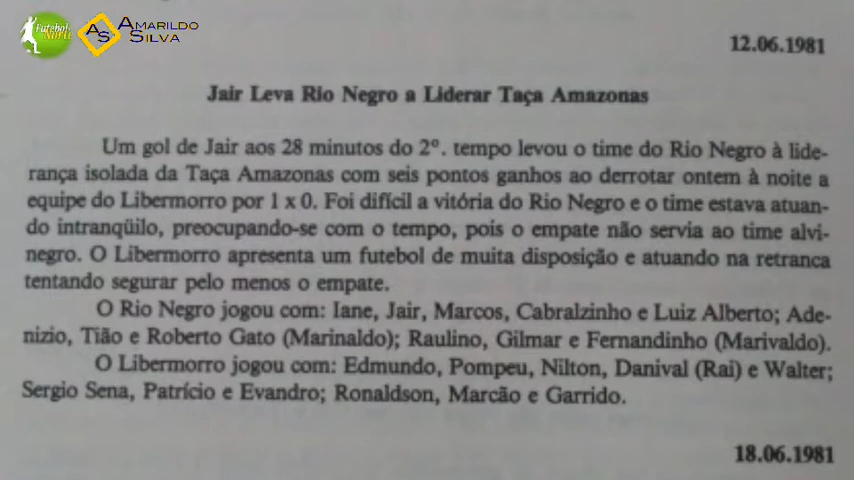 Futebol do
NORTE
AS AMARILDO
SILVA
12.06.1981
Jair Leva Rio Negro a Liderar Taça Amazonas
Um gol de Jair aos 28 minutos do 2º. tempo levou o time do Rio Negro à lide-
rança isolada da Taça Amazonas com seis pontos ganhos ao derrotar ontem à noite a
equipe do Libermorro por 1 x 0. Foi difícil a vitória do Rio Negro e o time estava atuan-
do intranqüilo, preocupando-se com o tempo, pois o empate não servia ao time alvi-
negro. O Libermorro apresenta um futebol de muita disposição e atuando na retranca
tentando segurar pelo menos o empate.
O Rio Negro jogou com: Iane, Jair, Marcos, Cabralzinho e Luiz Alberto; Ade-
nizio, Tião e Roberto Gato (Marinaldo); Raulino, Gilmar e Fernandinho (Marivaldo).
O Libermorro jogou com: Edmundo, Pompeu, Nilton, Danival (Rai) e Walter;
Sergio Sena, Patrício e Evandro; Ronaldson, Marcão e Garrido.
18.06.1981